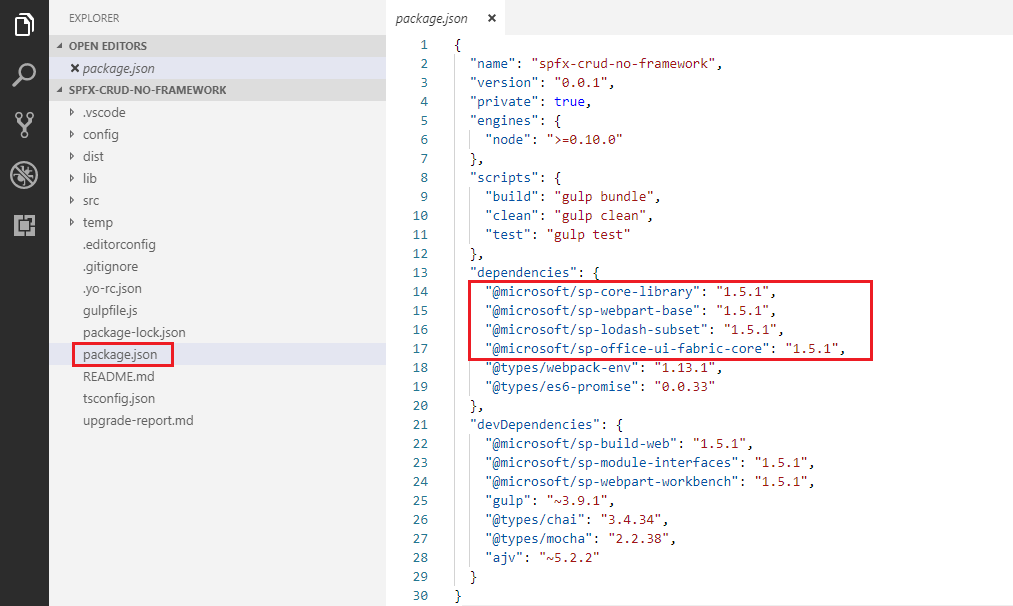 EXPLORER
OPEN EDITORS
package.json
SPFX-CRUD-NO-FRAMEWORK
.vscode
config
dist
lib
src
temp
.editorconfig
.gitignore
.yo-rc.json
gulpfile.js
package-lock.json
package.json
README.md
tsconfig.json
upgrade-report.md
package.json
1 {
2 "name": "spfx-crud-no-framework",
3 "version": "0.0.1",
4 "private": true,
5 "engines": {
6 "node": ">=0.10.0"
7 },
8 "scripts": {
9 "build": "gulp bundle",
10 "clean": "gulp clean",
11 "test": "gulp test"
12 },
13 "dependencies": {
14 "@microsoft/sp-core-library": "1.5.1",
15 "@microsoft/sp-webpart-base": "1.5.1",
16 "@microsoft/sp-lodash-subset": "1.5.1",
17 "@microsoft/sp-office-ui-fabric-core": "1.5.1",
18 "@types/webpack-env": "1.13.1",
19 "@types/es6-promise": "0.0.33"
20 },
21 "devDependencies": {
22 "@microsoft/sp-build-web": "1.5.1",
23 "@microsoft/sp-module-interfaces": "1.5.1",
24 "@microsoft/sp-webpart-workbench": "1.5.1",
25 "gulp": "~3.9.1",
26 "@types/chai": "3.4.34",
27 "@types/mocha": "2.2.38",
28 "ajv": "~5.2.2"
29 }
30 }